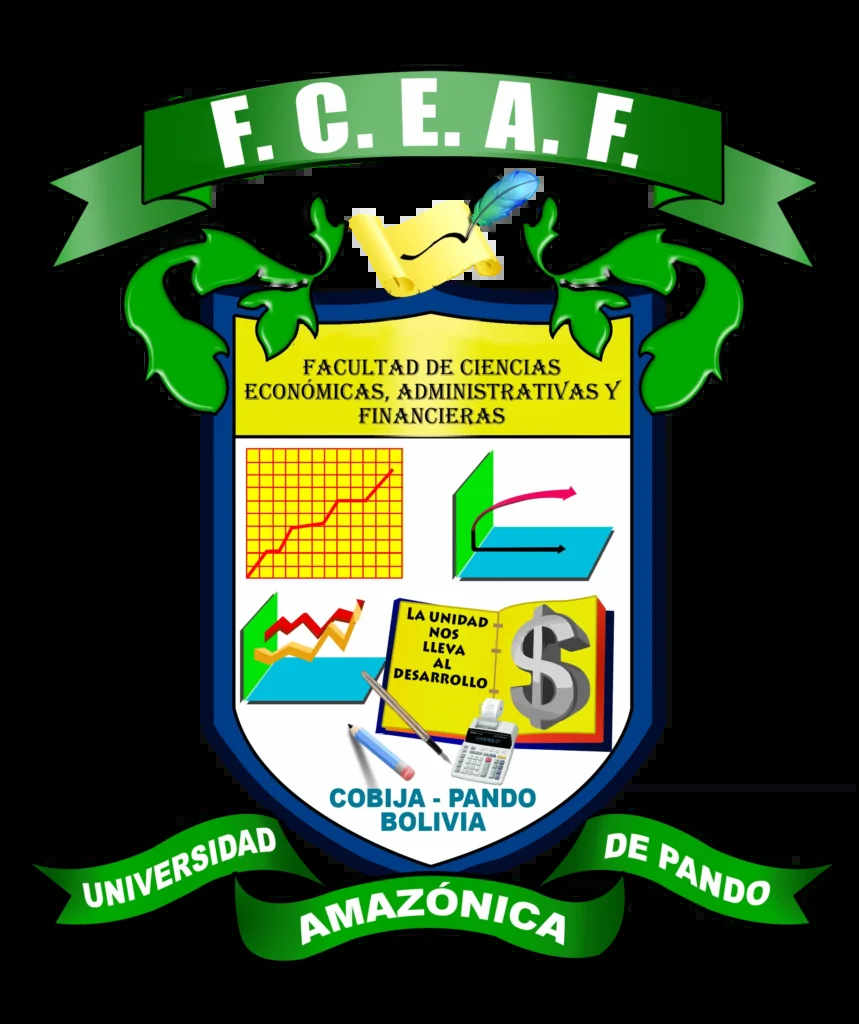 F. C. E. A. F.
FACULTAD DE CIENCIAS
ECONÓMICAS, ADMINISTRATIVAS Y
FINANCIERAS
LA UNIDAD
NOS
LLEVA
AL
DESARROLLO
COBIJA - PANDO
BOLIVIA
UNIVERSIDAD
AMAZÓNICA
DE PANDO